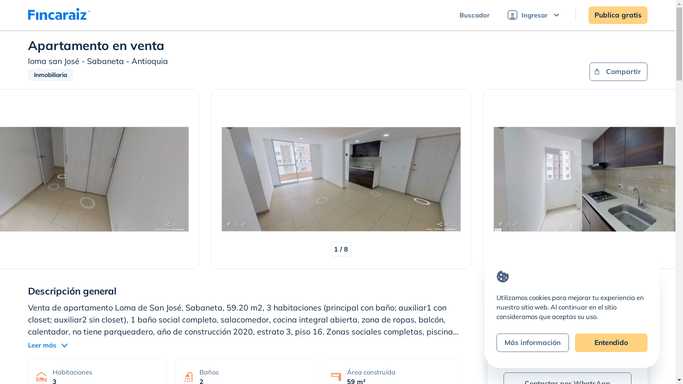 Fincaraiz
Buscador
Ingresar
Publica gratis
Apartamento en venta
loma san José - Sabaneta - Antioquia
Inmobiliaria
Compartir
1 / 8
Descripción general
Venta de apartamento Loma de San José, Sabaneta, 59.20 m2, 3 habitaciones (principal con baño; auxiliar1 con
closet; auxiliar2 sin closet), 1 baño social completo, salacomedor, cocina integral abierta, zona de ropas, balcón,
calentador, no tiene parqueadero, año de construcción 2020, estrato 3, piso 16. Zonas sociales completas, piscina...
Leer más
Habitaciones
3
Baños
2
Área construida
59 m²
Utilizamos cookies para mejorar tu experiencia en
nuestro sitio web. Al continuar en el sitio
consideramos que aceptas su uso.
Más información
Entendido
Contactar por WhatsApp